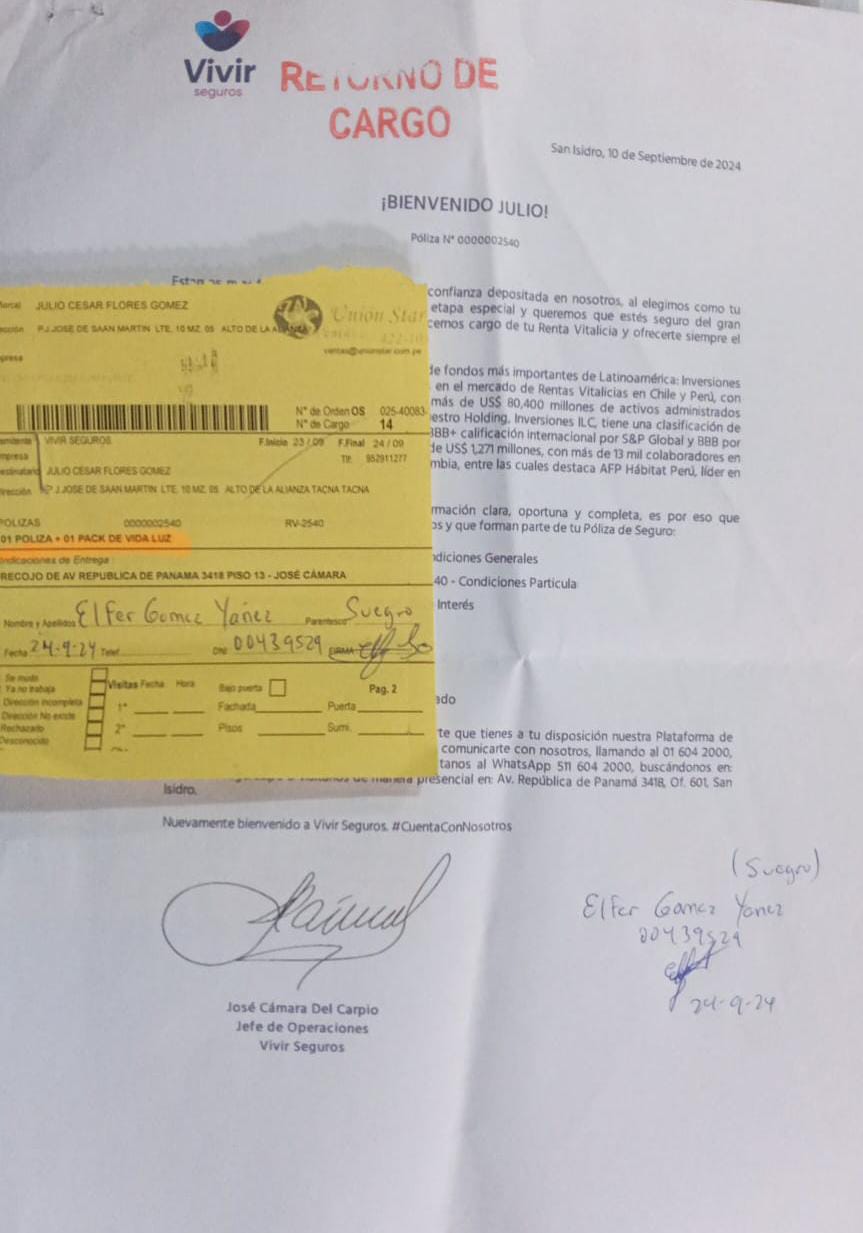 Vivir
seguros
RETORNO DE
CARGO
San Isidro, 10 de Septiembre de 2024
¡BIENVENIDO JULIO!
Póliza N° 0000002540
confianza depositada en nosotros, al elegirnos como tu
etapa especial y queremos que estés seguro del gran
cernos cargo de tu Renta Vitalicia y ofrecerte siempre el
de fondos más importantes de Latinoamérica: Inversiones
en el mercado de Rentas Vitalicias en Chile y Perú, con
más de US$ 80,400 millones de activos administrados
estro Holding, Inversiones ILC, tiene una clasificación de
BBB+ calificación internacional por S&P Global y BBB por
de US$ 1,271 millones, con más de 13 mil colaboradores en
mbia, entre las cuales destaca AFP Hábitat Perú, líder en
rmación clara, oportuna y completa, es por eso que
os y que forman parte de tu Póliza de Seguro:
ndiciones Generales
40 - Condiciones Particula
Interés
ado
te que tienes a tu disposición nuestra Plataforma de
comunicarte con nosotros, llamando al 01 604 2000,
tanos al WhatsApp 511 604 2000, buscándonos en:
presencial en: Av. República de Panamá 3418, Of. 601, San
Isidro.
Nuevamente bienvenido a Vivir Seguros. #CuentaConNosotros
JULIO CESAR FLORES GOMEZ
Unión Star
P.J JOSE DE SAAN MARTIN LTE. 10 MZ. 05 ALTO DE LA ALIANZA
ventas@unionstar.com.pe
N° de Orden OS 025-40083-
N° de Cargo 14
VIVIR SEGUROS F.Inicio 23/09 F.Final 24/09
Tlf. 952911277
JULIO CESAR FLORES GOMEZ
P.J JOSE DE SAAN MARTIN LTE. 10 MZ. 05 ALTO DE LA ALIANZA TACNA TACNA
POLIZAS 0000002540 RV-2540
01 POLIZA + 01 PACK DE VIDA LUZ
Indicaciones de Entrega
RECOJO DE AV REPUBLICA DE PANAMA 3418 PISO 13 - JOSÉ CÁMARA
Nombre y Apellidos Elfer Gomez Yañez Parentesco Suegro
Fecha 24-9-24 Telef. DNI 00439529 FIRMA
Se mudó
Ya no trabaja
Dirección incompleta
Dirección No existe
Rechazado
Desconocido
Visitas Fecha Hora Bajo puerta Pag. 2
1° Fachada Puerta
2° Pisos Sumi.
José Cámara Del Carpio
Jefe de Operaciones
Vivir Seguros
(Suegro)
Elfer Gomez Yanez
00439529
24-9-24